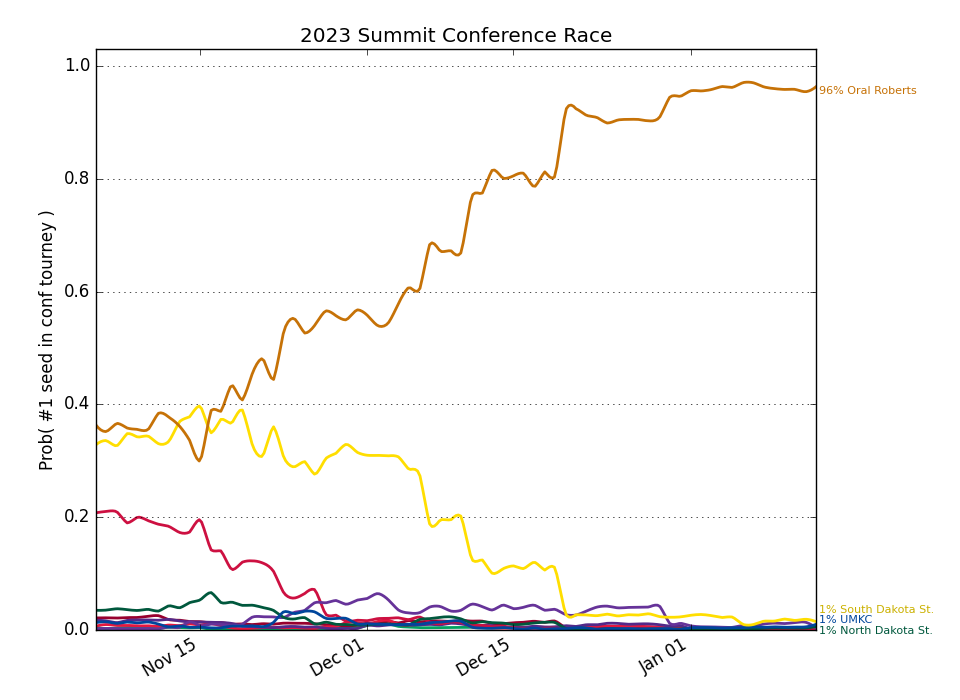 2023 Summit Conference Race
Prob( #1 seed in conf tourney )
1.0
0.8
0.6
0.4
0.2
0.0
Nov 15
Dec 01
Dec 15
Jan 01
96% Oral Roberts
1% South Dakota St.
1% UMKC
1% North Dakota St.